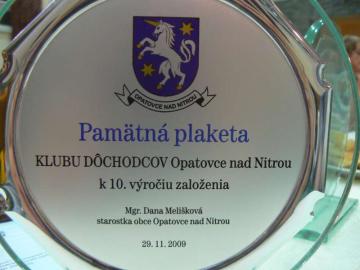 OPATOVCE NAD NITROU
Pamätná plaketa
KLUBU DÔCHODCOV Opatovce nad Nitrou
k 10. výročiu založenia
Mgr. Dana Melišková
starostka obce Opatovce nad Nitrou
29. 11. 2009